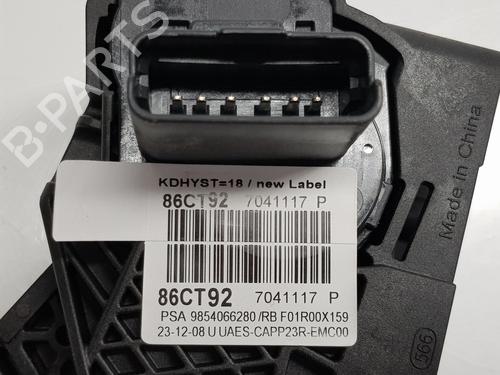 B-PARTS
KDHYST=18 / new Label
86CT92 7041117 P
86CT92 7041117 P
PSA 9854066280 /RB F01R00X159
23-12-08 U UAES-CAPP23R-EMC00
Made in China
566